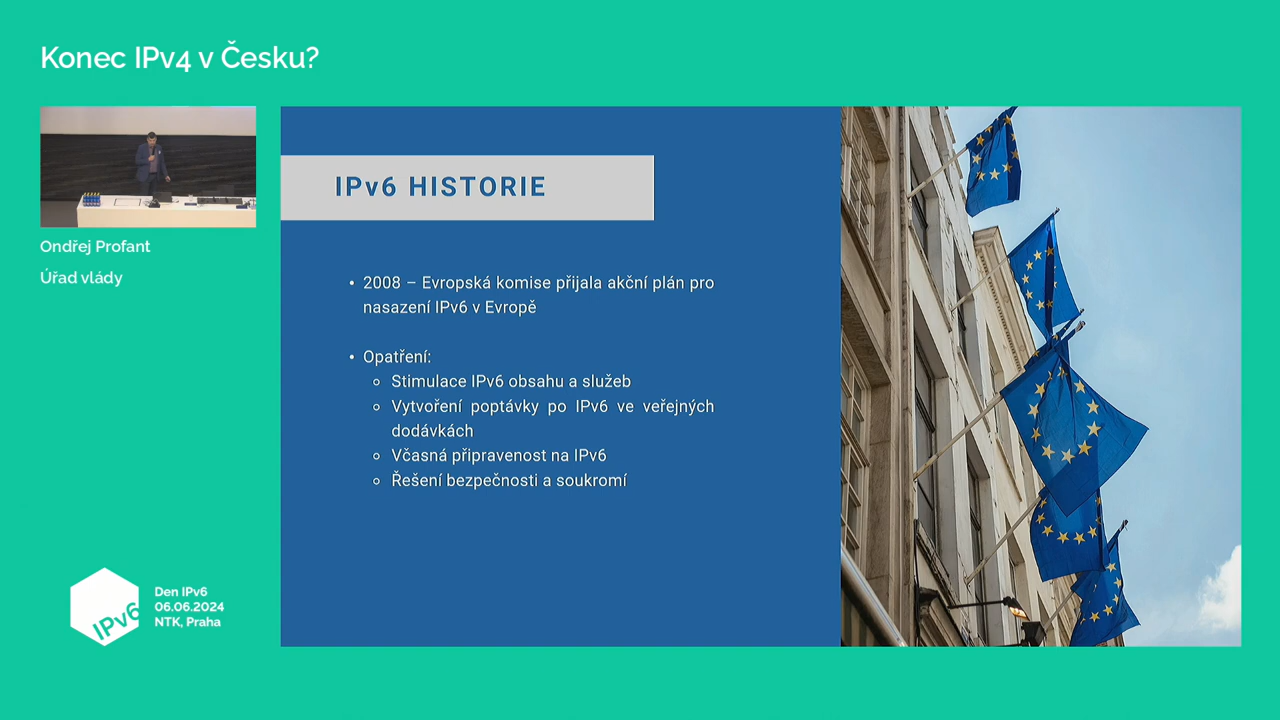 Konec IPv4 v Česku?
Ondřej Profant
Úřad vlády
IPv6 HISTORIE
• 2008 – Evropská komise přijala akční plán pro
nasazení IPv6 v Evropě
• Opatření:
○ Stimulace IPv6 obsahu a služeb
○ Vytvoření poptávky po IPv6 ve veřejných
dodávkách
○ Včasná připravenost na IPv6
○ Řešení bezpečnosti a soukromí
IPv6
Den IPv6
06.06.2024
NTK, Praha